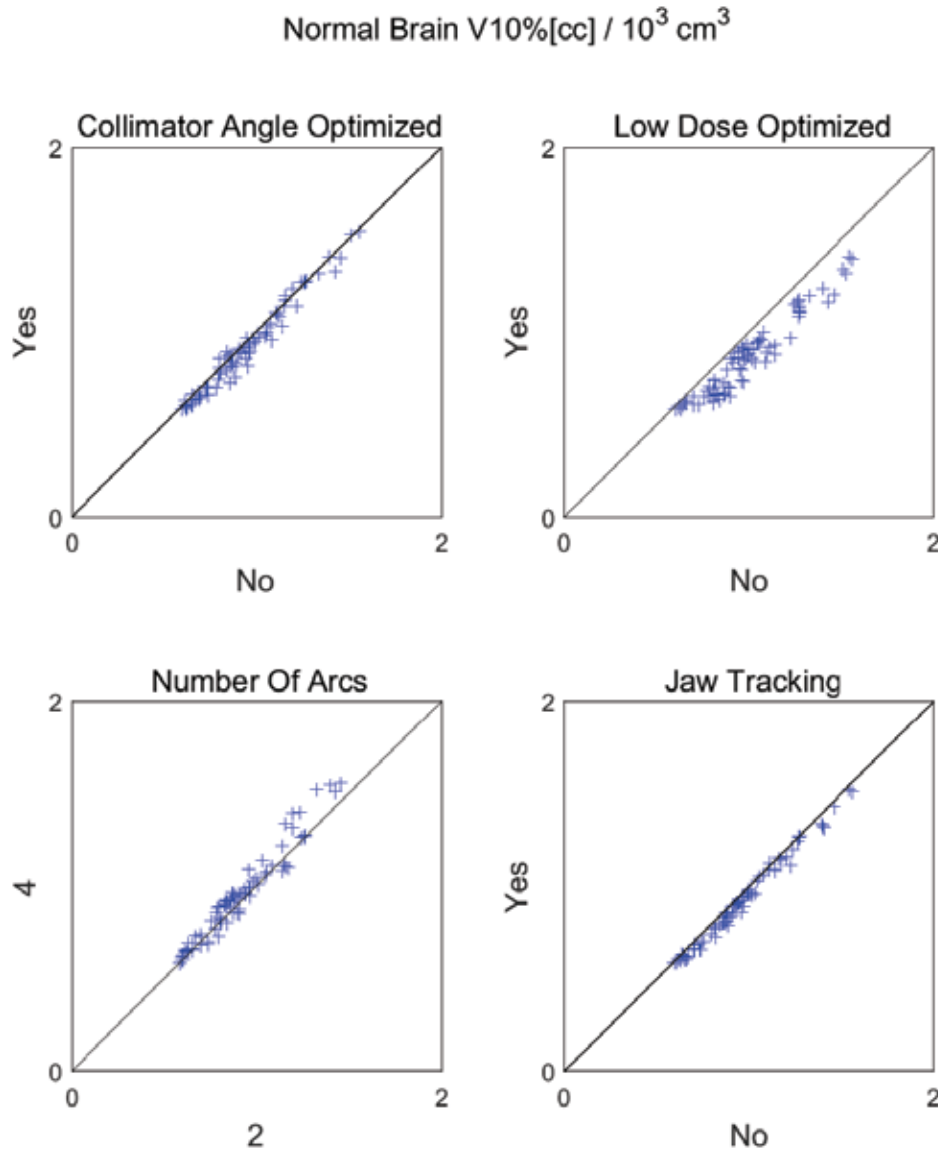 Normal Brain V10%[cc] / 10³ cm³
Collimator Angle Optimized
2
Yes
0
0
2
No
Low Dose Optimized
2
Yes
0
0
2
No
Number Of Arcs
2
4
0
0
2
2
Jaw Tracking
2
Yes
0
0
2
No